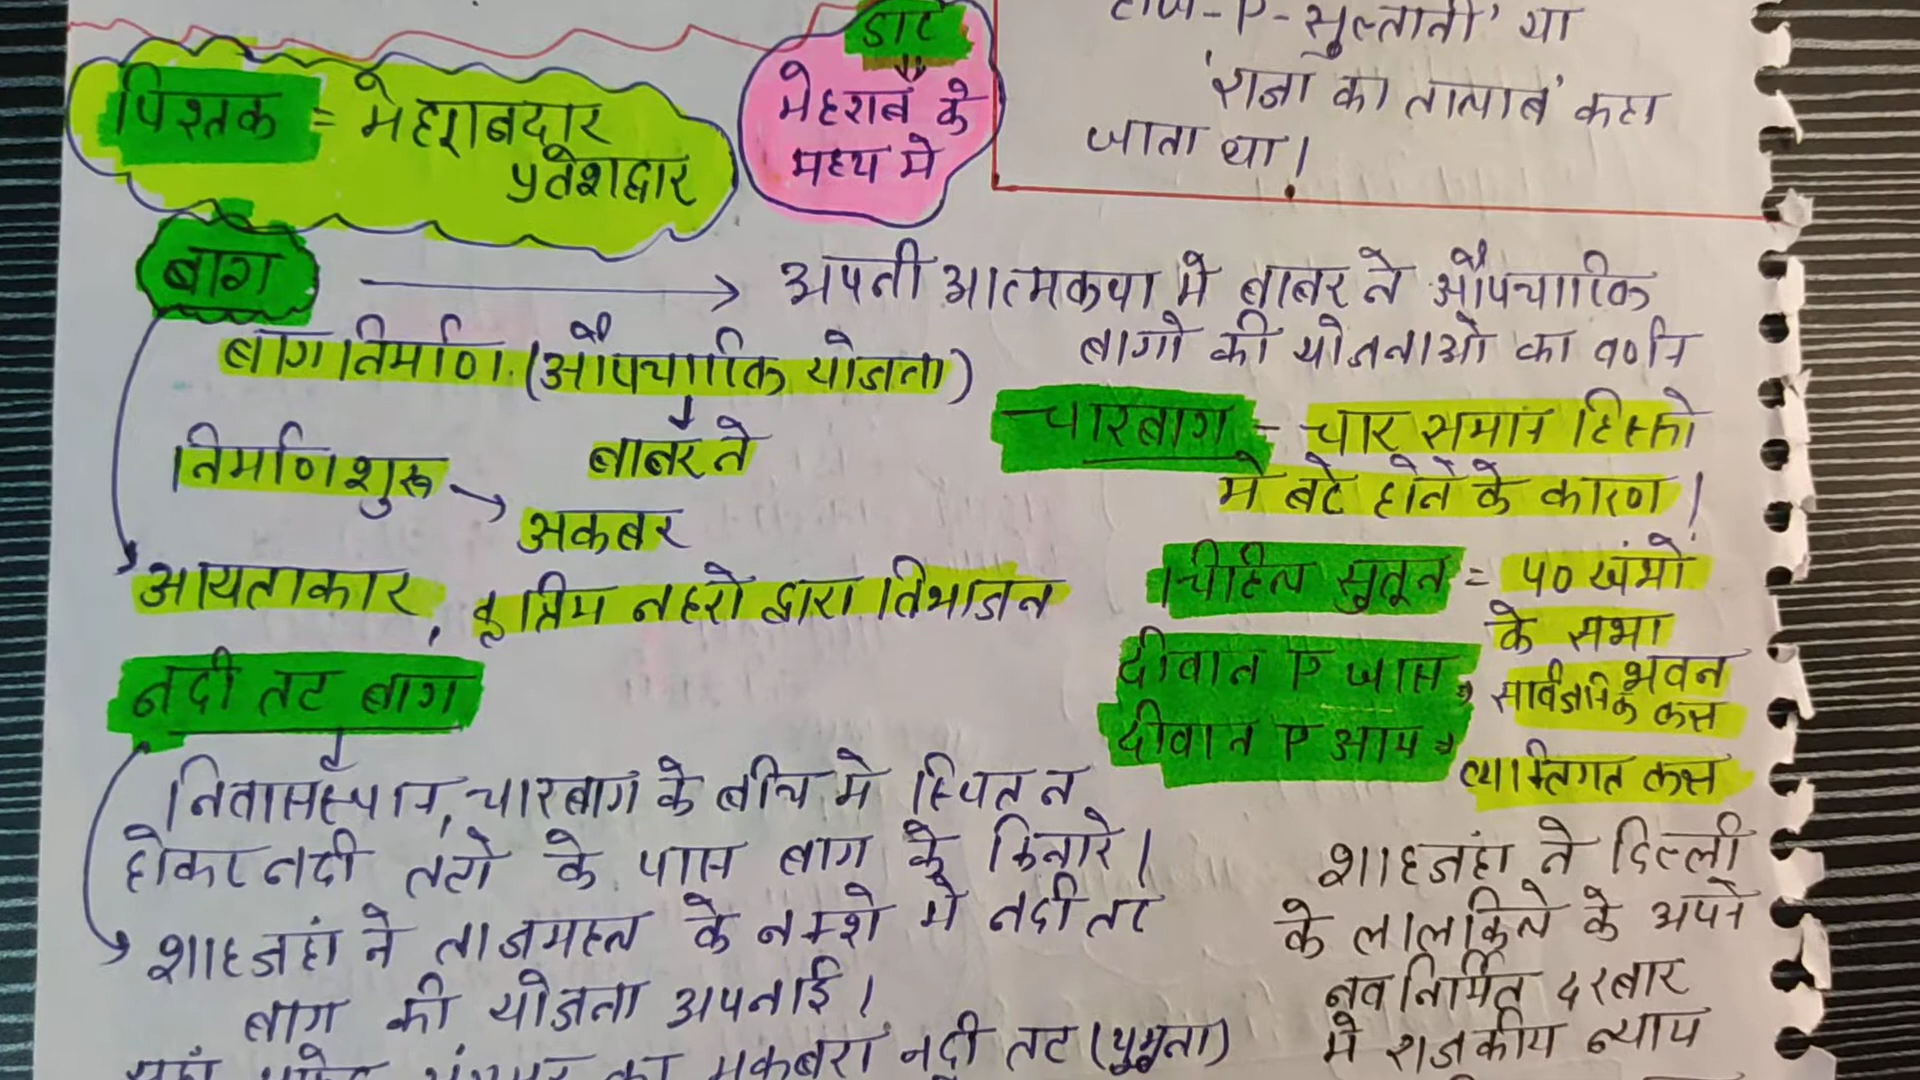 डाट
मेहराब के
मध्य में
पिश्तक = मेहराबदार
प्रवेशद्वार
-ए-सुल्तानी' या
'राजा का तालाब' कहा
जाता था।
बाग → अपनी आत्मकथा मे बाबर ने औपचारिक
बागो की योजनाओ का वर्णन
बाग निर्माण (औपचारिक योजना)
↓
बाबर ने
निर्माण शुरू → अकबर
आयताकार, कृत्रिम नहरो द्वारा विभाजन
चारबाग - चार समान हिस्सो
मे बटे होने के कारण।
चिहिल सुतून = 40 खंभो
के सभा
भवन
दीवान ए खास → सार्वजनिक कक्ष
दीवान ए आम → व्यक्तिगत कक्ष
नदी तट बाग
निवासस्थान, चारबाग के बीच मे स्थित न
होकर नदी तटो के पास बाग के किनारे।
शाहजहां ने ताजमहल के नक्शे मे नदी तट
बाग की योजना अपनाई।
का मकबरा नदी तट (यमुना)
शाहजहां ने दिल्ली
के लालकिले के अपने
नव निर्मित दरबार
मे राजकीय न्याय